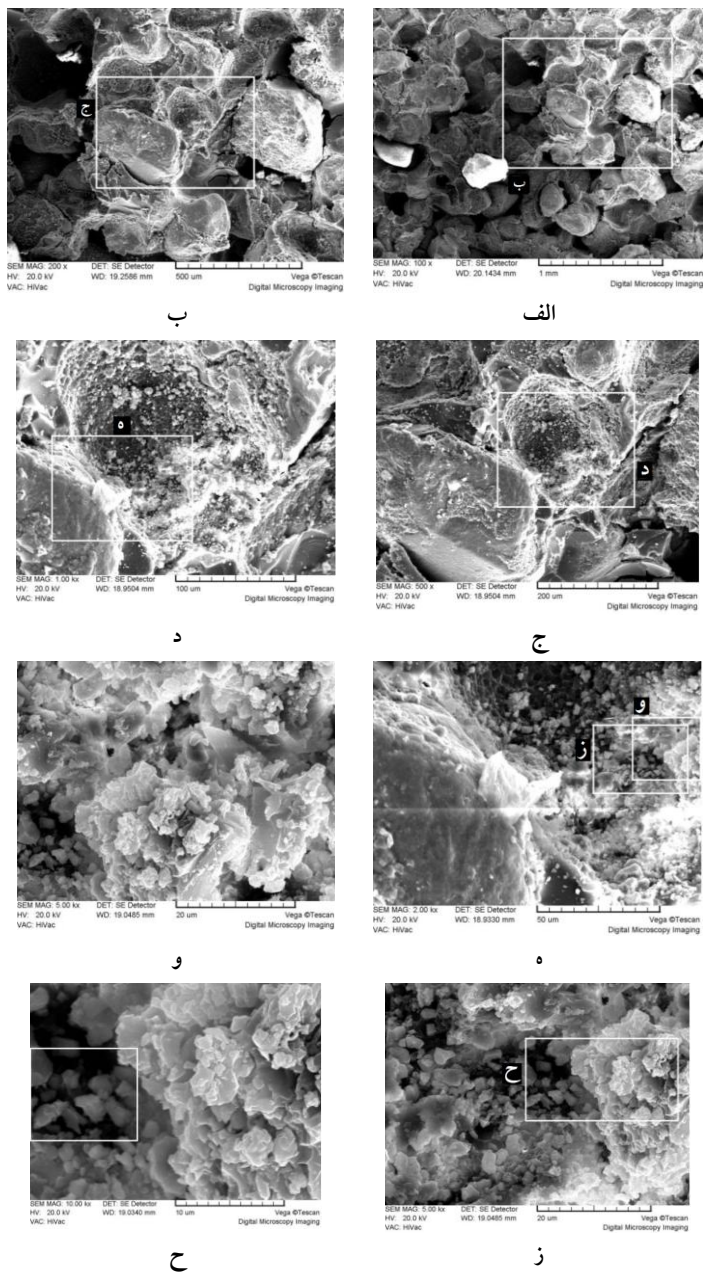 ب
SEM MAG: 100 x DET: SE Detector
HV: 20.0 kV WD: 20.1434 mm 1 mm Vega ©Tescan
VAC: HiVac Digital Microscopy Imaging
الف
ج
SEM MAG: 200 x DET: SE Detector
HV: 20.0 kV WD: 19.2586 mm 500 um Vega ©Tescan
VAC: HiVac Digital Microscopy Imaging
ب
د
SEM MAG: 500 x DET: SE Detector
HV: 20.0 kV WD: 18.9504 mm 200 um Vega ©Tescan
VAC: HiVac Digital Microscopy Imaging
ج
ه
SEM MAG: 1.00 kx DET: SE Detector
HV: 20.0 kV WD: 18.9504 mm 100 um Vega ©Tescan
VAC: HiVac Digital Microscopy Imaging
د
و
ز
SEM MAG: 2.00 kx DET: SE Detector
HV: 20.0 kV WD: 18.9330 mm 50 um Vega ©Tescan
VAC: HiVac Digital Microscopy Imaging
ه
SEM MAG: 5.00 kx DET: SE Detector
HV: 20.0 kV WD: 19.0485 mm 20 um Vega ©Tescan
VAC: HiVac Digital Microscopy Imaging
و
ح
SEM MAG: 5.00 kx DET: SE Detector
HV: 20.0 kV WD: 19.0485 mm 20 um Vega ©Tescan
VAC: HiVac Digital Microscopy Imaging
ز
SEM MAG: 10.00 kx DET: SE Detector
HV: 20.0 kV WD: 19.0340 mm 10 um Vega ©Tescan
VAC: HiVac Digital Microscopy Imaging
ح